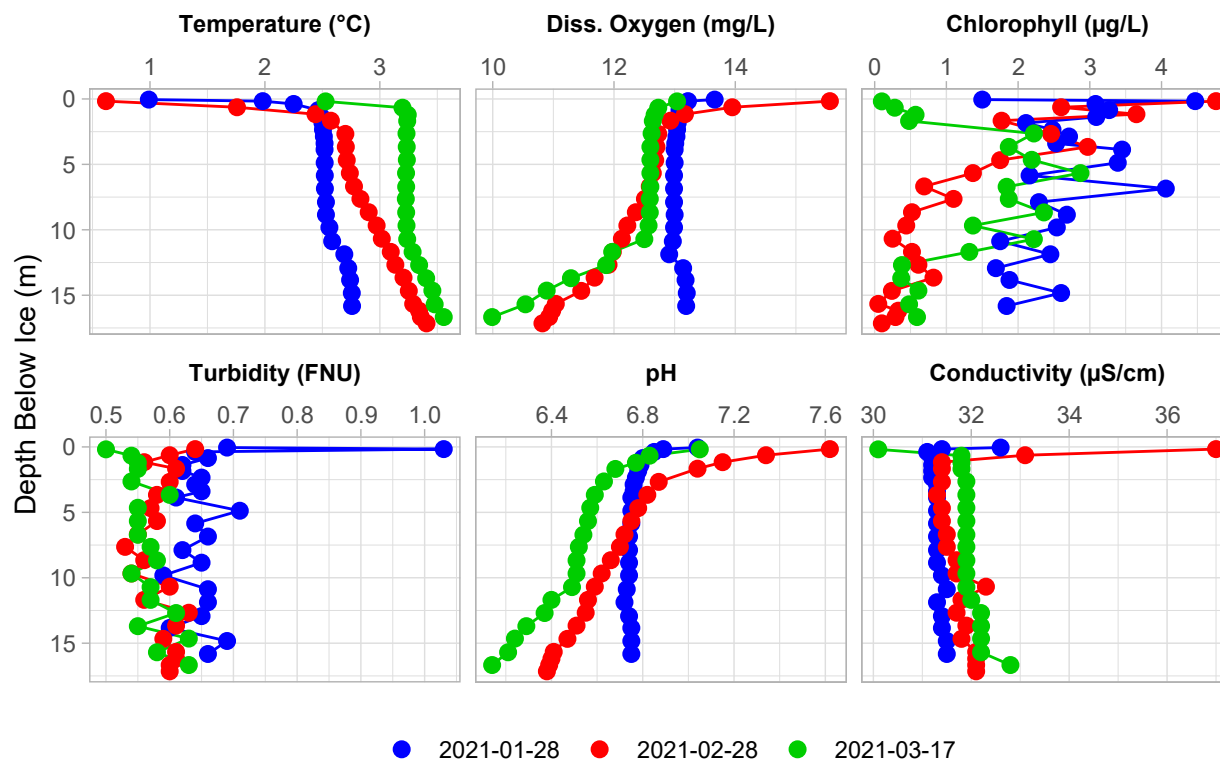 Temperature (°C) Diss. Oxygen (mg/L) Chlorophyll (µg/L)
1 2 3 10 12 14 0 1 2 3 4
0
5
10
15
Turbidity (FNU) pH Conductivity (µS/cm)
0.5 0.6 0.7 0.8 0.9 1.0 6.4 6.8 7.2 7.6 30 32 34 36
0
5
10
15
Depth Below Ice (m)
2021-01-28 2021-02-28 2021-03-17